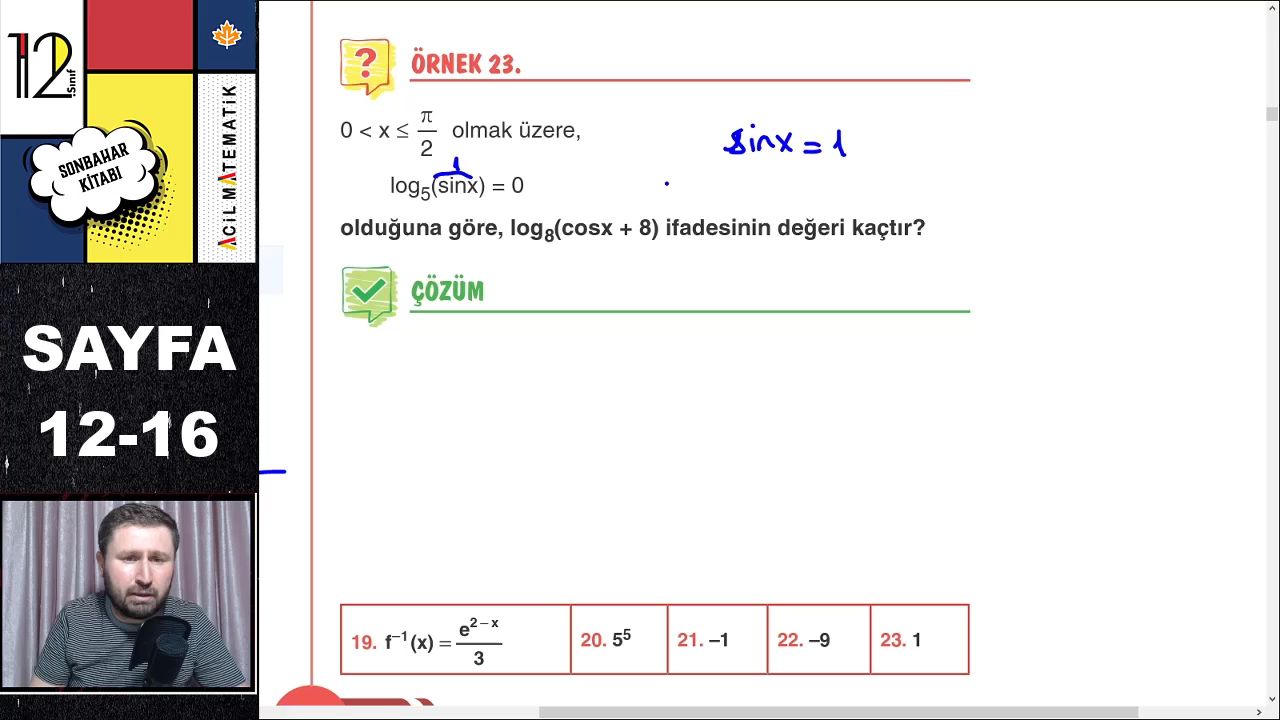 12
.Sınıf
SONBAHAR
KİTABI
ACİL MATEMATİK
SAYFA
12-16
ÖRNEK 23.
0 < x ≤ π/2 olmak üzere,
sinx = 1
1
log₅(sinx) = 0
olduğuna göre, log₈(cosx + 8) ifadesinin değeri kaçtır?
ÇÖZÜM
19. f⁻¹(x) = e²⁻ˣ/3
20. 5⁵
21. –1
22. –9
23. 1